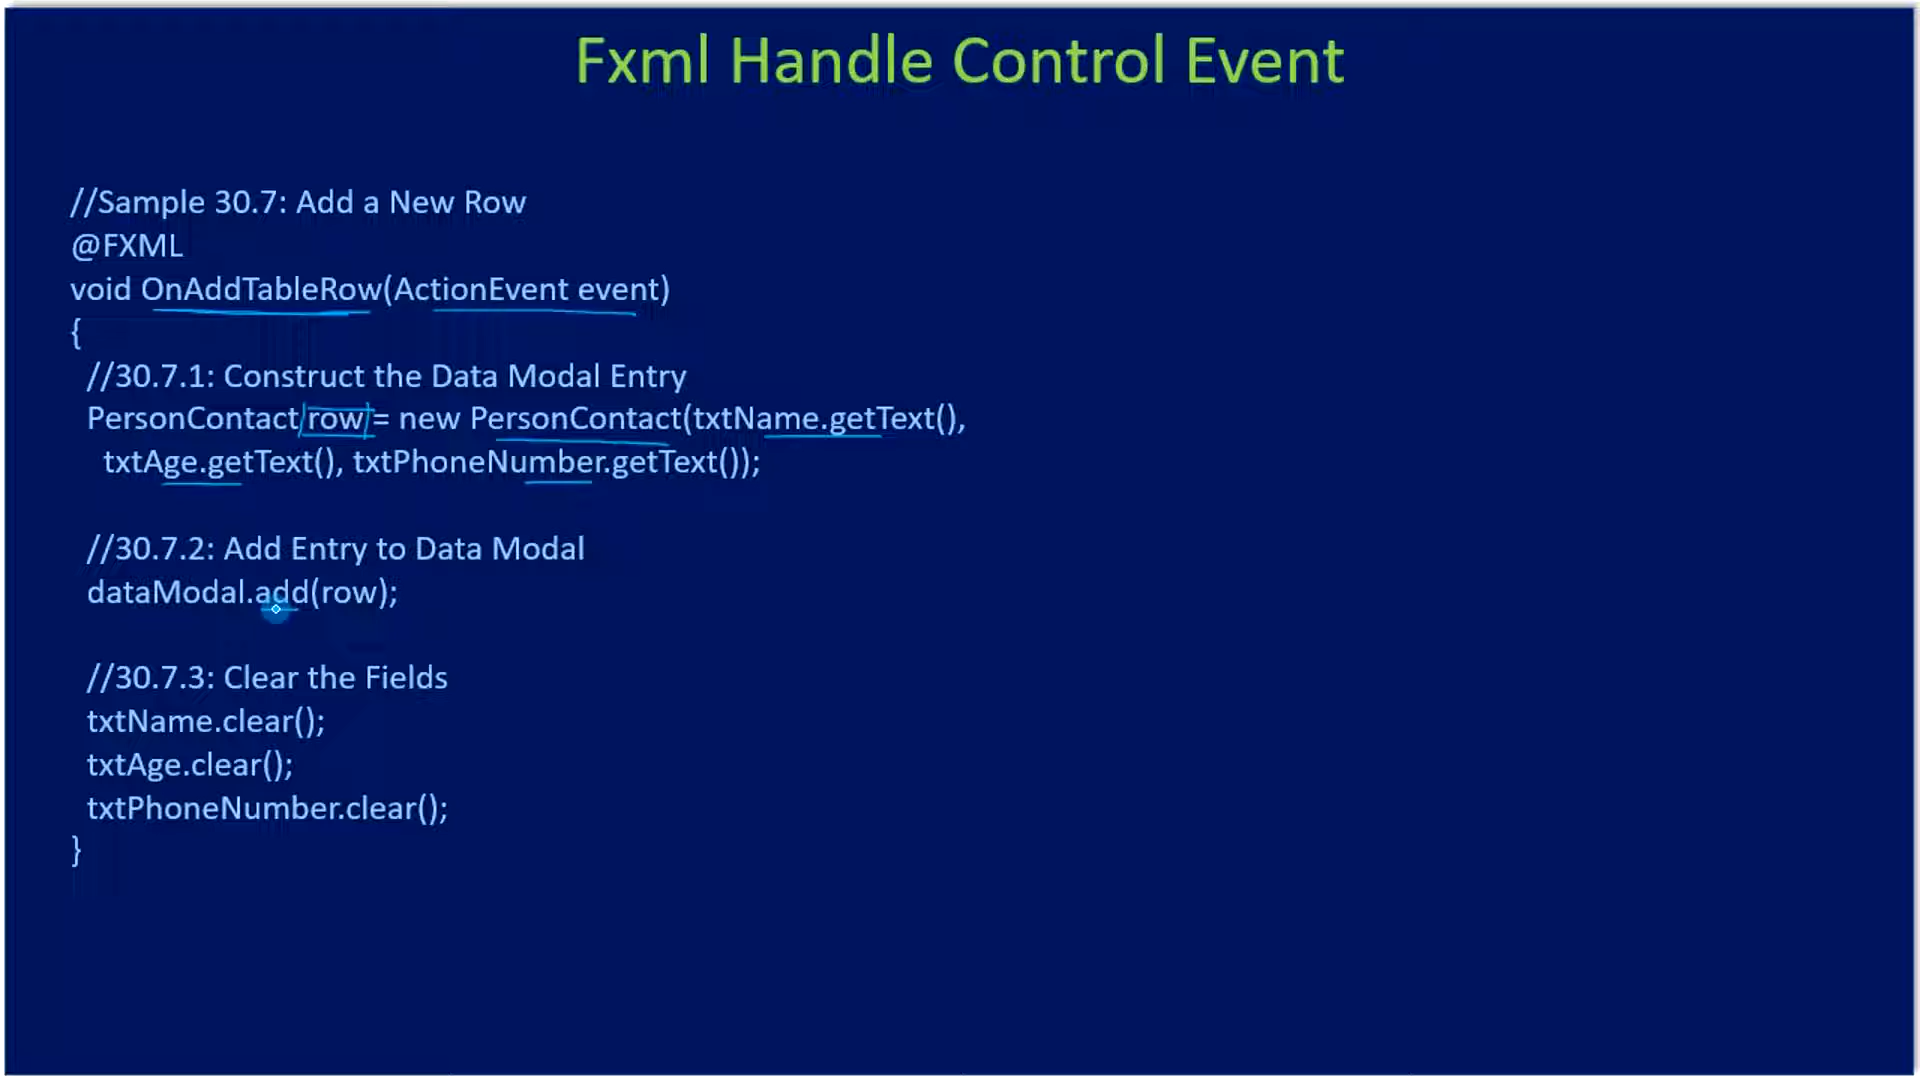 Fxml Handle Control Event
//Sample 30.7: Add a New Row
@FXML
void OnAddTableRow(ActionEvent event)
{
//30.7.1: Construct the Data Modal Entry
PersonContact row = new PersonContact(txtName.getText(),
txtAge.getText(), txtPhoneNumber.getText());
//30.7.2: Add Entry to Data Modal
dataModal.add(row);
//30.7.3: Clear the Fields
txtName.clear();
txtAge.clear();
txtPhoneNumber.clear();
}